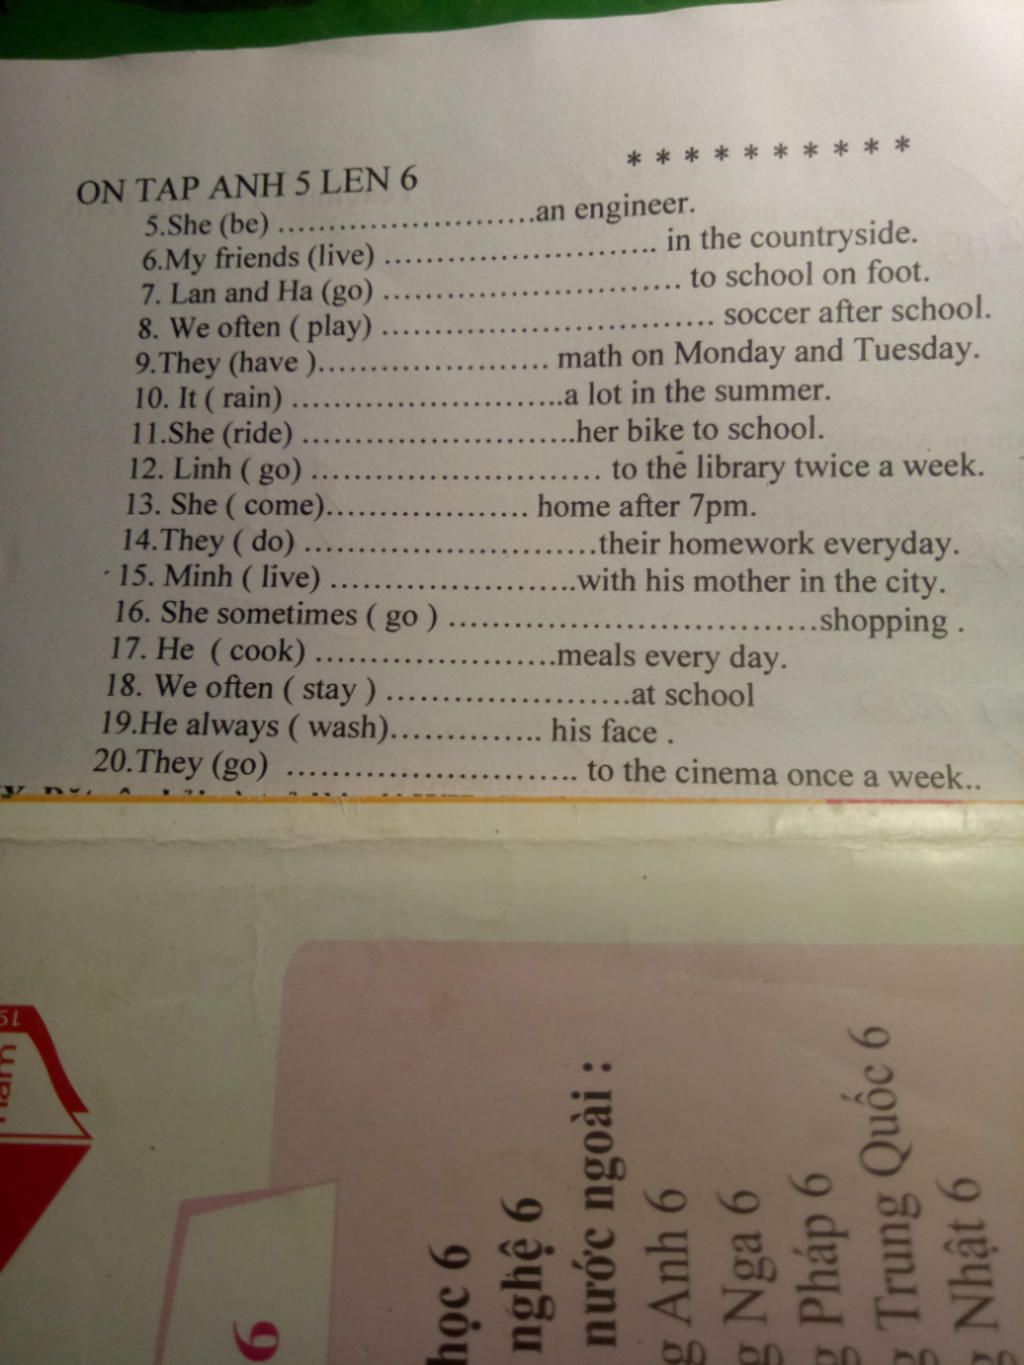 * * * * * * * * * *
ON TAP ANH 5 LEN 6
5.She (be) .........................an engineer.
6.My friends (live) .......................... in the countryside.
7. Lan and Ha (go) ............................. to school on foot.
8. We often ( play) ................................ soccer after school.
9.They (have )...................... math on Monday and Tuesday.
10. It ( rain) ..........................a lot in the summer.
11.She (ride) ..........................her bike to school.
12. Linh ( go) ............................ to the library twice a week.
13. She ( come)................... home after 7pm.
14.They ( do) ............................their homework everyday.
15. Minh ( live) ........................with his mother in the city.
16. She sometimes ( go ) ....................................shopping .
17. He ( cook) .......................meals every day.
18. We often ( stay ) ........................at school
19.He always ( wash).............. his face .
20.They (go) ............................ to the cinema once a week..
học 6
nghệ 6
nước ngoài :
Anh 6
Nga 6
Pháp 6
Trung Quốc 6
Nhật 6
6